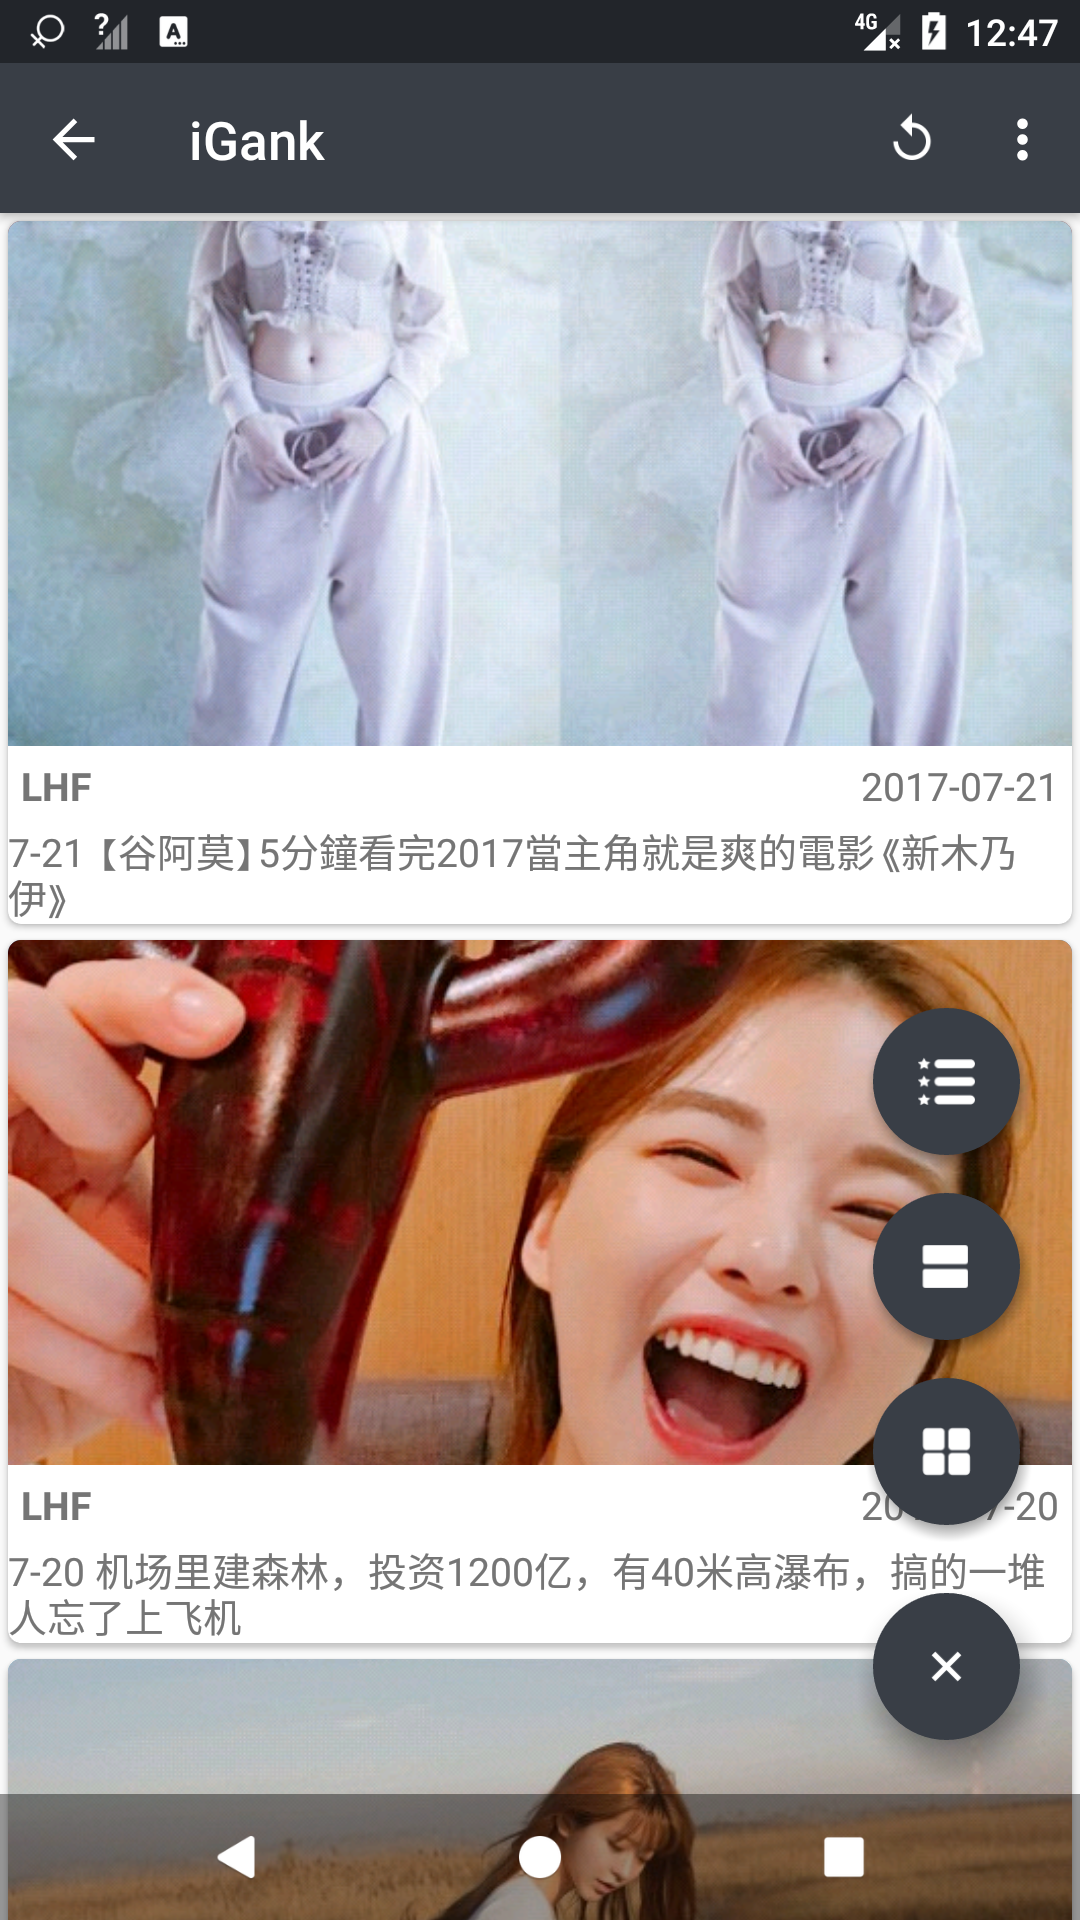 4G 12:47
iGank
LHF 2017-07-21
7-21【谷阿莫】5分鐘看完2017當主角就是爽的電影《新木乃
伊》
LHF 20 7-20
7-20 机场里建森林，投资1200亿，有40米高瀑布，搞的一堆
人忘了上飞机